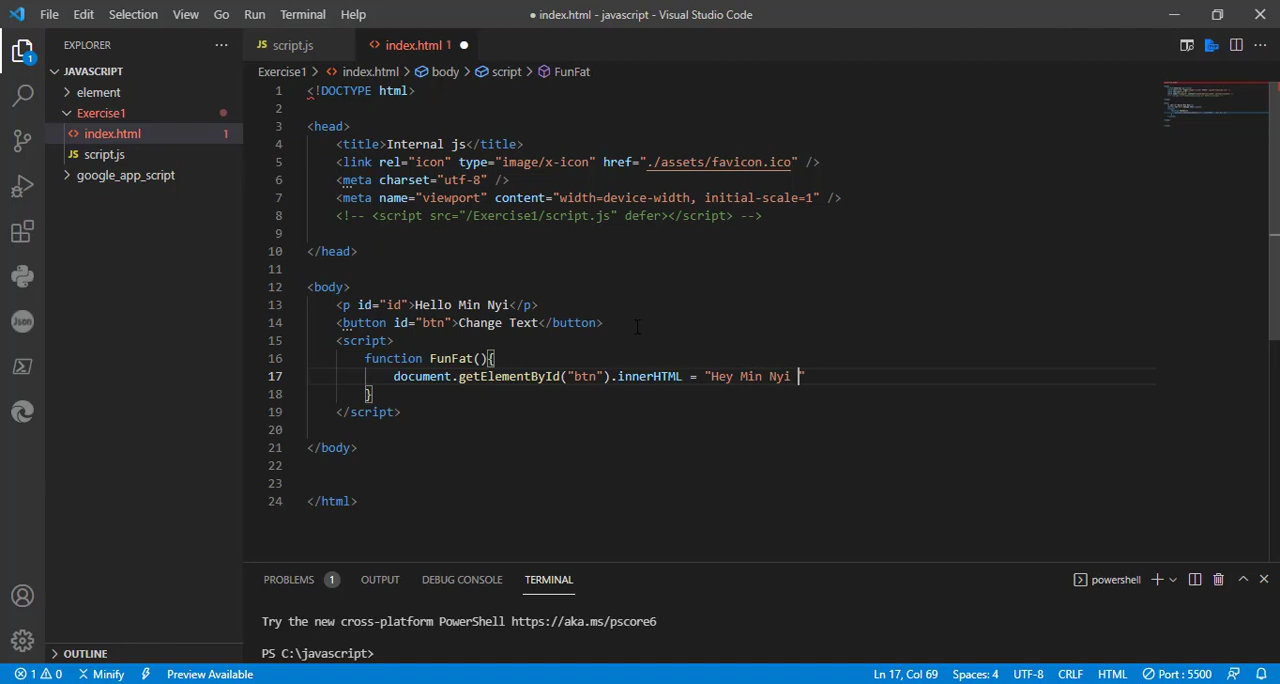 File Edit Selection View Go Run Terminal Help ● index.html - javascript - Visual Studio Code
EXPLORER
JAVASCRIPT
element
Exercise1
index.html 1
JS script.js
google_app_script
OUTLINE
1
Json
JS script.js <> index.html 1
Exercise1 > index.html > body > script > FunFat
1 <!DOCTYPE html>
2
3 <head>
4 <title>Internal js</title>
5 <link rel="icon" type="image/x-icon" href="./assets/favicon.ico" />
6 <meta charset="utf-8" />
7 <meta name="viewport" content="width=device-width, initial-scale=1" />
8 <!-- <script src="/Exercise1/script.js" defer></script> -->
9
10 </head>
11
12 <body>
13 <p id="id">Hello Min Nyi</p>
14 <button id="btn">Change Text</button>
15 <script>
16 function FunFat(){
17 document.getElementById("btn").innerHTML = "Hey Min Nyi "
18 }
19 </script>
20
21 </body>
22
23
24 </html>
PROBLEMS 1 OUTPUT DEBUG CONSOLE TERMINAL powershell
Try the new cross-platform PowerShell https://aka.ms/pscore6
PS C:\javascript>
1 0 Minify Preview Available Ln 17, Col 69 Spaces: 4 UTF-8 CRLF HTML Port : 5500